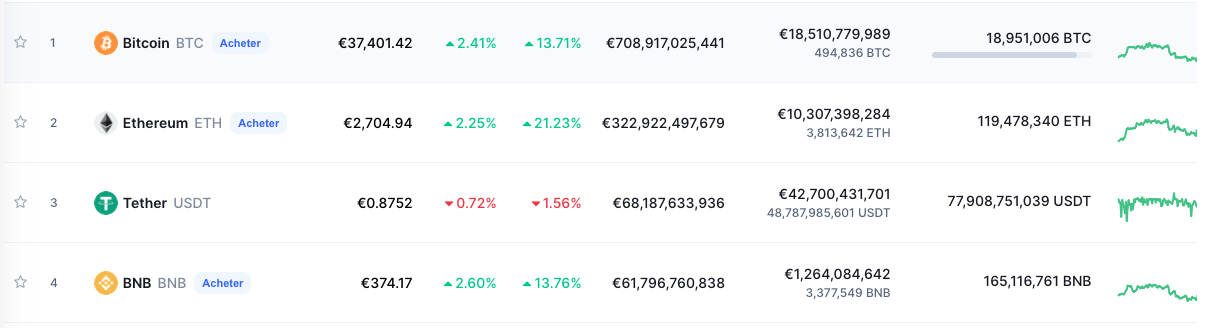 1 Bitcoin BTC Acheter €37,401.42 2.41% 13.71% €708,917,025,441 €18,510,779,989 18,951,006 BTC
494,836 BTC
2 Ethereum ETH Acheter €2,704.94 2.25% 21.23% €322,922,497,679 €10,307,398,284 119,478,340 ETH
3,813,642 ETH
3 Tether USDT €0.8752 0.72% 1.56% €68,187,633,936 €42,700,431,701 77,908,751,039 USDT
48,787,985,601 USDT
4 BNB BNB Acheter €374.17 2.60% 13.76% €61,796,760,838 €1,264,084,642 165,116,761 BNB
3,377,549 BNB